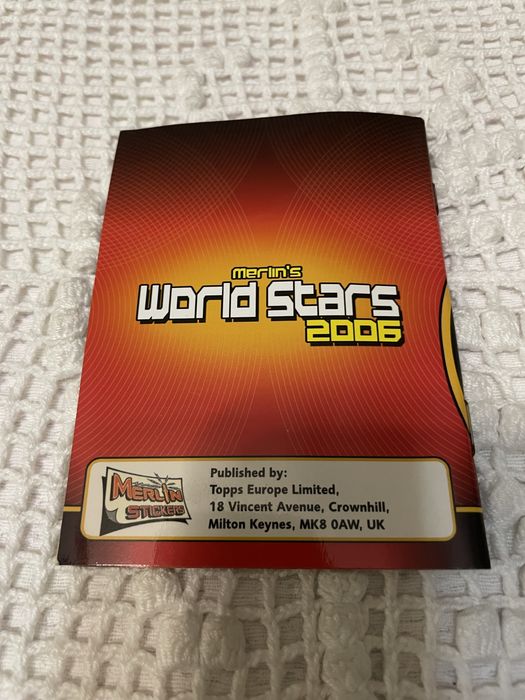 Merlin's
World Stars
2006
MERLIN
STICKERS
Published by:
Topps Europe Limited,
18 Vincent Avenue, Crownhill,
Milton Keynes, MK8 0AW, UK